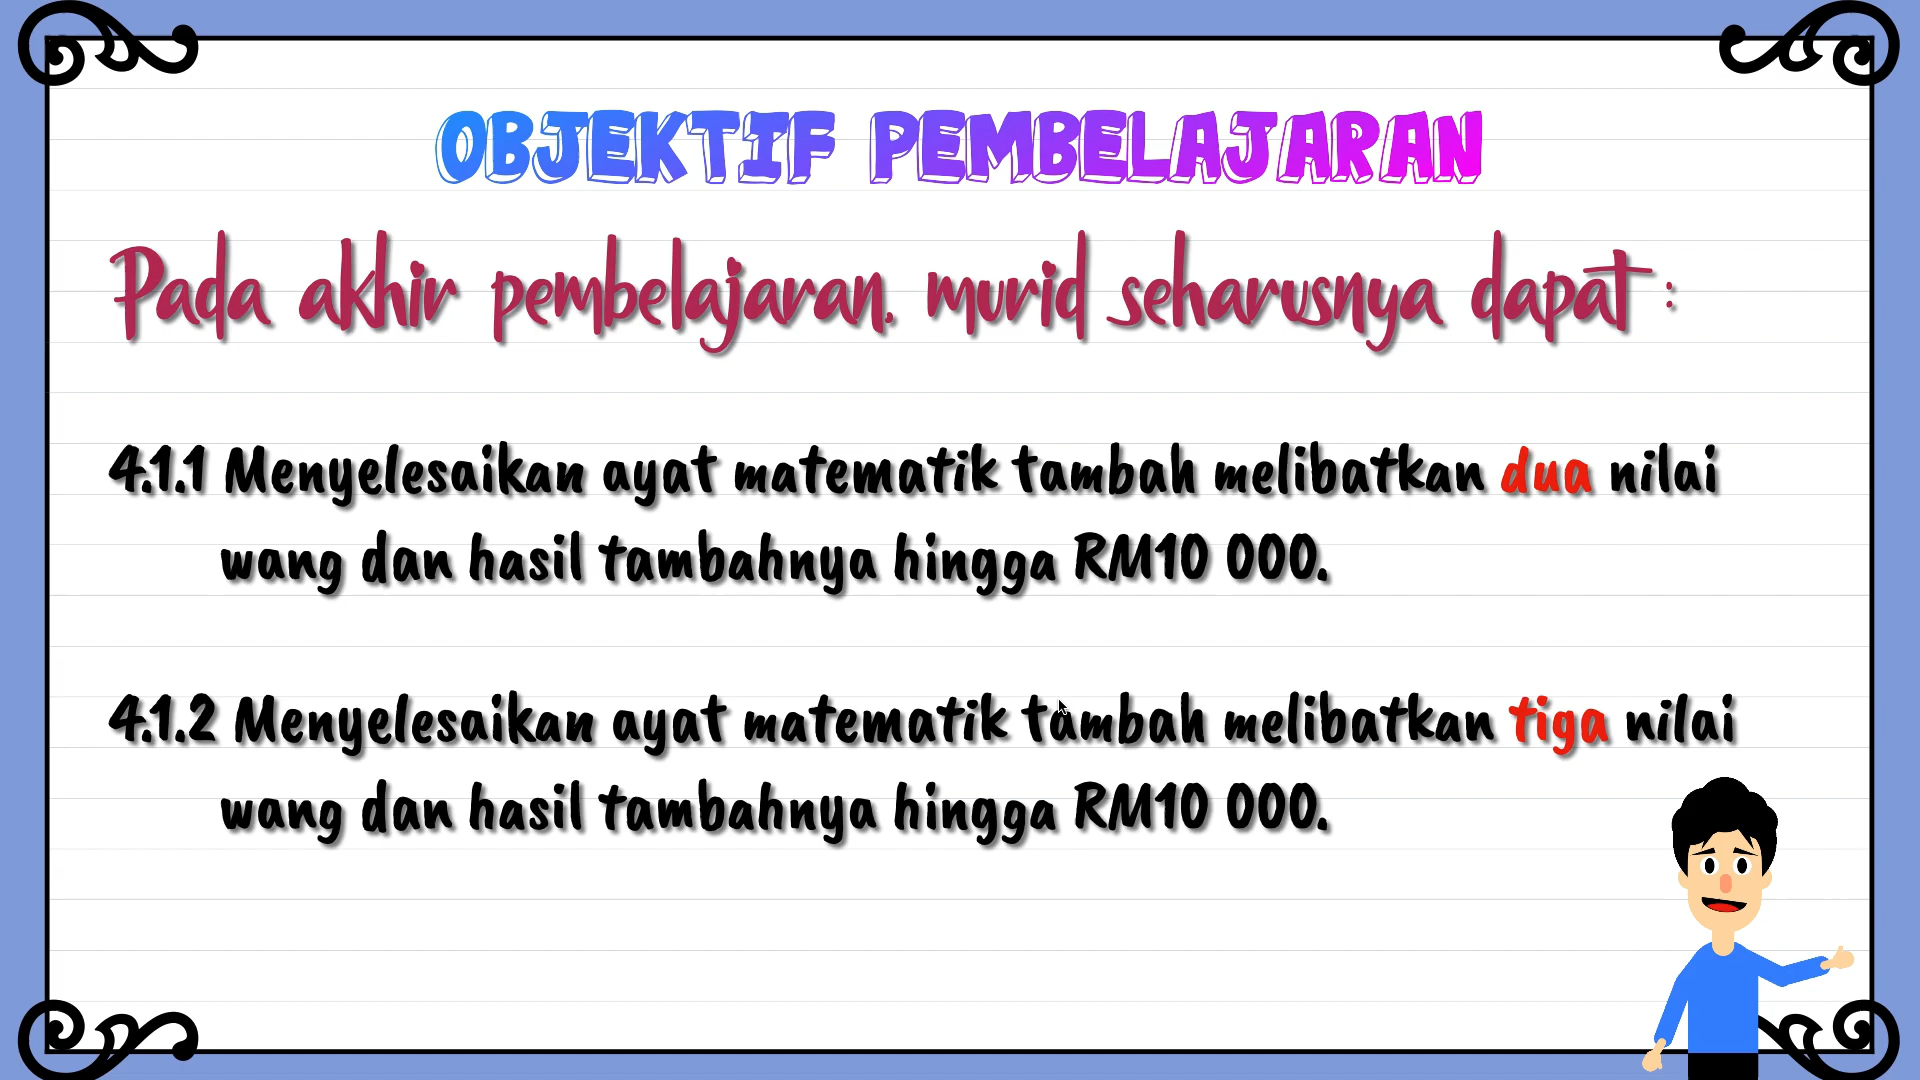 OBJEKTIF PEMBELAJARAN
Pada akhir pembelajaran, murid seharusnya dapat :
4.1.1 Menyelesaikan ayat matematik tambah melibatkan dua nilai
wang dan hasil tambahnya hingga RM10 000.
4.1.2 Menyelesaikan ayat matematik tambah melibatkan tiga nilai
wang dan hasil tambahnya hingga RM10 000.